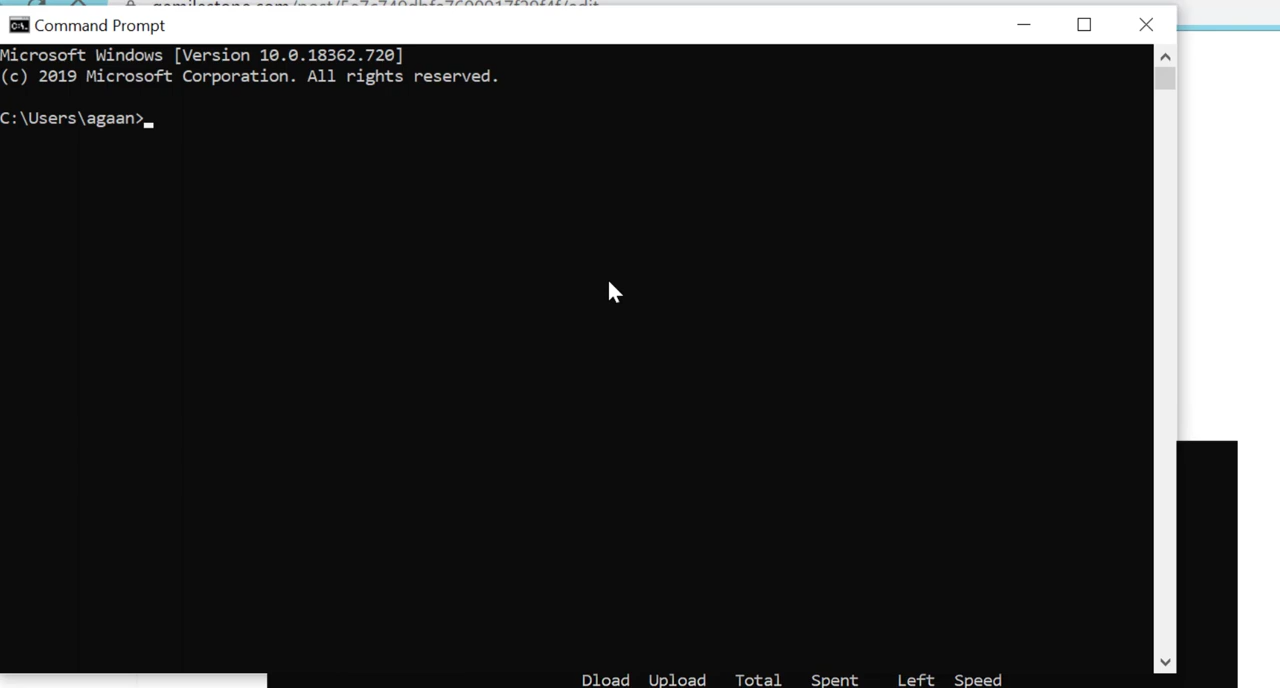 Command Prompt
Microsoft Windows [Version 10.0.18362.720]
(c) 2019 Microsoft Corporation. All rights reserved.
C:\Users\agaan>
Dload Upload Total Spent Left Speed